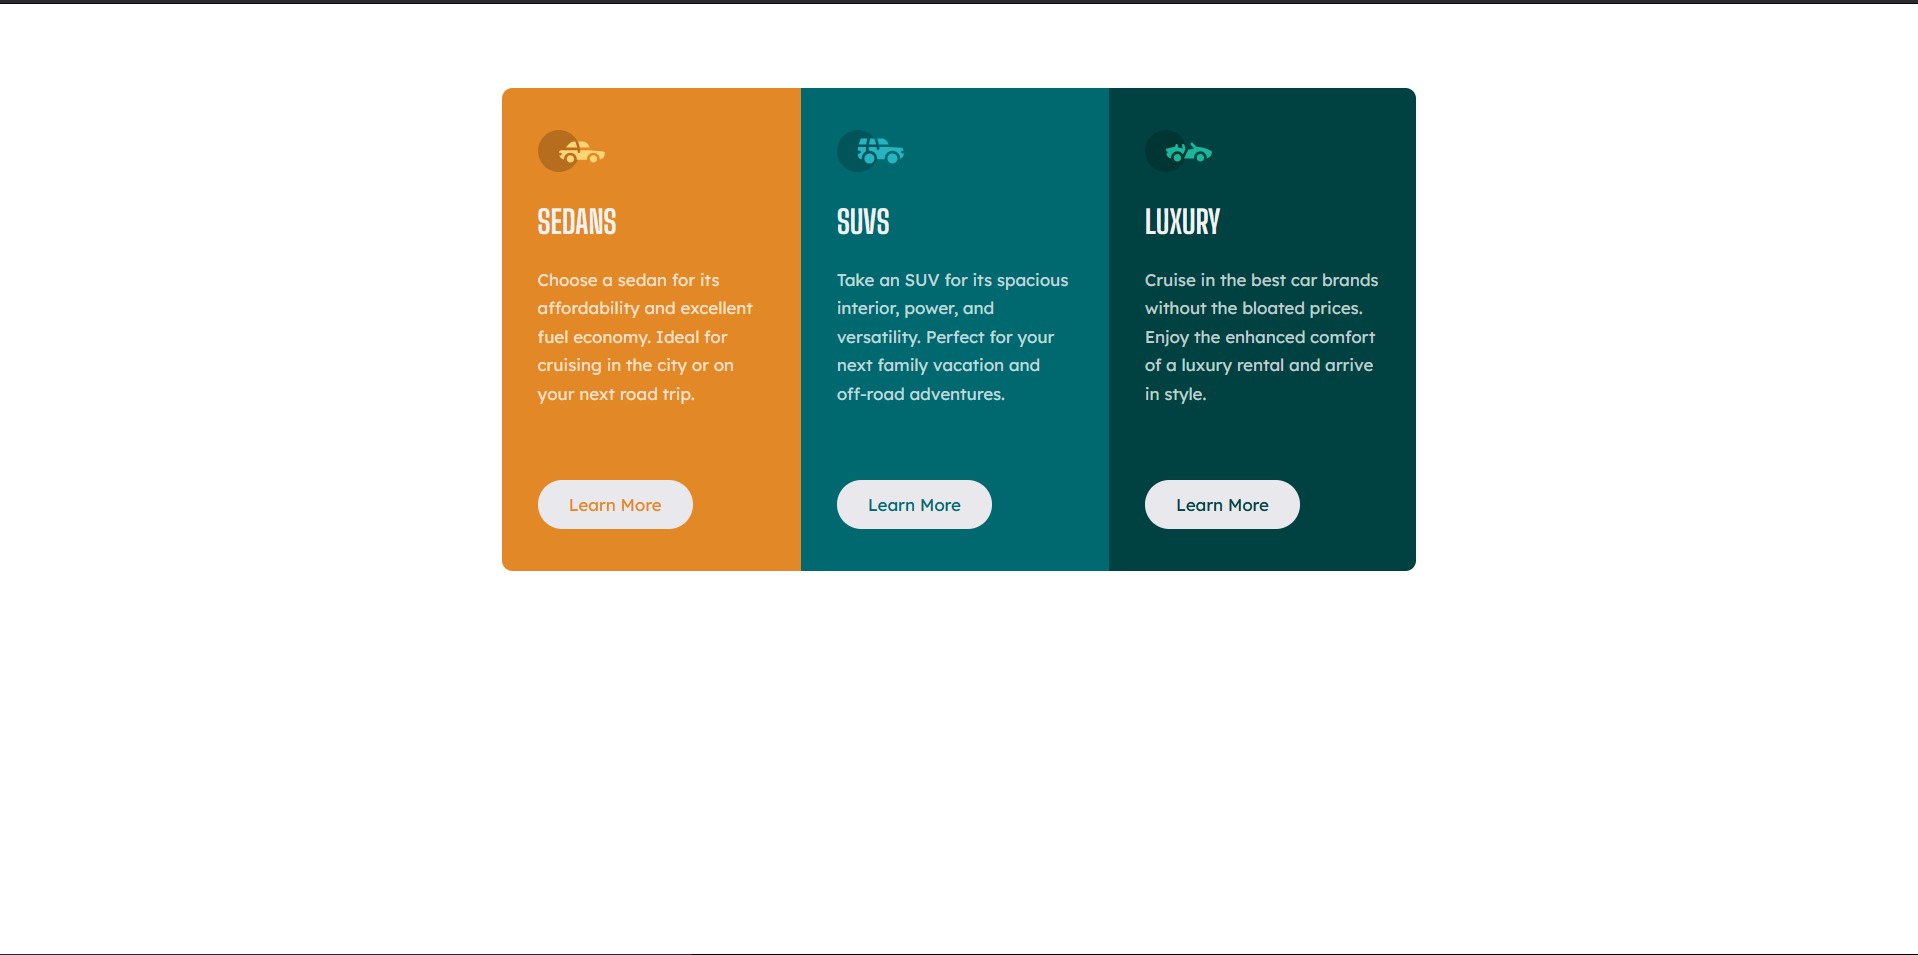 SEDANS
Choose a sedan for its
affordability and excellent
fuel economy. Ideal for
cruising in the city or on
your next road trip.
Learn More
SUVS
Take an SUV for its spacious
interior, power, and
versatility. Perfect for your
next family vacation and
off-road adventures.
Learn More
LUXURY
Cruise in the best car brands
without the bloated prices.
Enjoy the enhanced comfort
of a luxury rental and arrive
in style.
Learn More